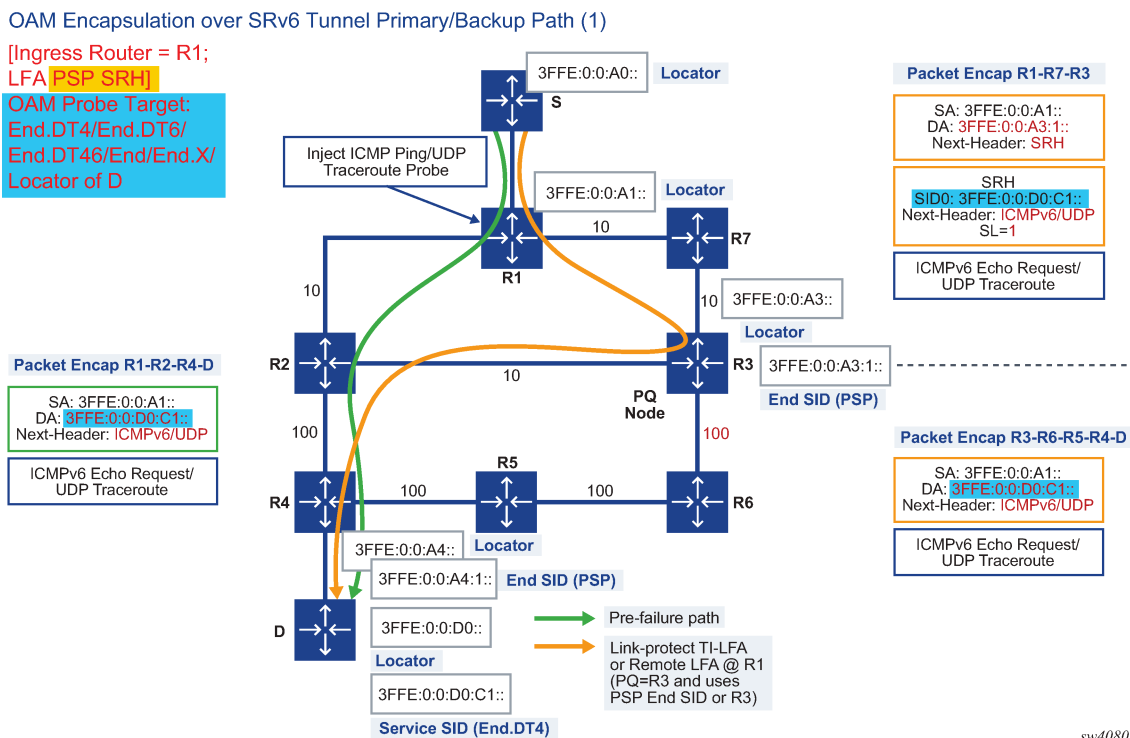 OAM Encapsulation over SRv6 Tunnel Primary/Backup Path (1)
[Ingress Router = R1;
LFA PSP SRH]
OAM Probe Target:
End.DT4/End.DT6/
End.DT46/End/End.X/
Locator of D
3FFE:0:0:A0::
Locator
S
Inject ICMP Ping/UDP
Traceroute Probe
3FFE:0:0:A1::
Locator
10
R7
R1
10
10
3FFE:0:0:A3::
Locator
R2
R3
10
3FFE:0:0:A3:1::
End SID (PSP)
PQ
Node
100
100
R5
R4
100
100
R6
3FFE:0:0:A4::
Locator
3FFE:0:0:A4:1::
End SID (PSP)
D
3FFE:0:0:D0::
Locator
3FFE:0:0:D0:C1::
Service SID (End.DT4)
Pre-failure path
Link-protect TI-LFA
or Remote LFA @ R1
(PQ=R3 and uses
PSP End SID or R3)
Packet Encap R1-R2-R4-D
SA: 3FFE:0:0:A1::
DA: 3FFE:0:0:D0:C1::
Next-Header: ICMPv6/UDP
ICMPv6 Echo Request/
UDP Traceroute
Packet Encap R1-R7-R3
SA: 3FFE:0:0:A1::
DA: 3FFE:0:0:A3:1::
Next-Header: SRH
SRH
SID0: 3FFE:0:0:D0:C1::
Next-Header: ICMPv6/UDP
SL=1
ICMPv6 Echo Request/
UDP Traceroute
Packet Encap R3-R6-R5-R4-D
SA: 3FFE:0:0:A1::
DA: 3FFE:0:0:D0:C1::
Next-Header: ICMPv6/UDP
ICMPv6 Echo Request/
UDP Traceroute
sw4080